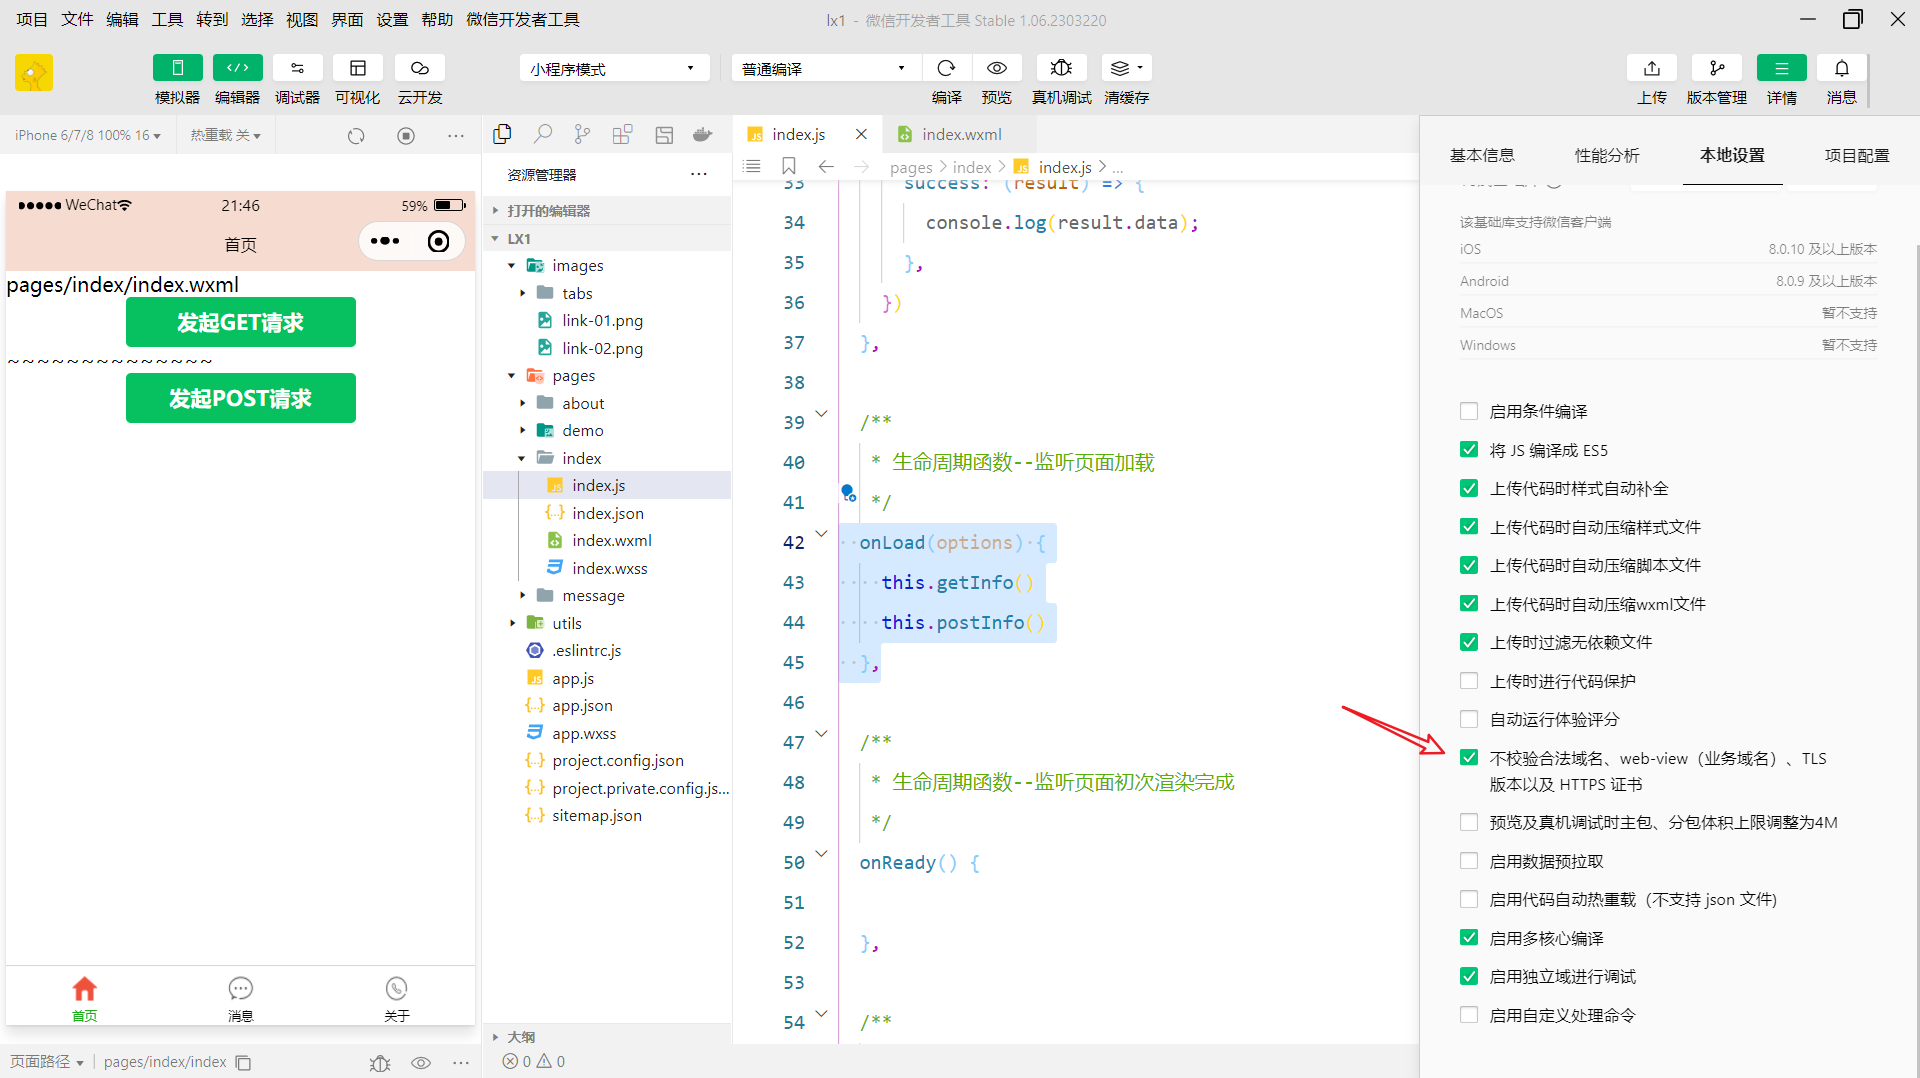 项目 文件 编辑 工具 转到 选择 视图 界面 设置 帮助 微信开发者工具
lx1 - 微信开发者工具 Stable 1.06.2303220
模拟器 编辑器 调试器 可视化 云开发
小程序模式
普通编译
编译 预览 真机调试 清缓存
上传 版本管理 详情 消息
iPhone 6/7/8 100% 16
热重载 关
WeChat
21:46
59%
首页
pages/index/index.wxml
发起GET请求
~~~~~~~~~~~~~~
发起POST请求
首页
消息
关于
页面路径
pages/index/index
资源管理器
打开的编辑器
LX1
images
tabs
link-01.png
link-02.png
pages
about
demo
index
index.js
index.json
index.wxml
index.wxss
message
utils
.eslintrc.js
app.js
app.json
app.wxss
project.config.json
project.private.config.js...
sitemap.json
大纲
0 0
index.js
index.wxml
pages > index > index.js > ...
33 success: (result) => {
34 console.log(result.data);
35 },
36 })
37 },
38
39 /**
40 * 生命周期函数--监听页面加载
41 */
42 onLoad(options) {
43 this.getInfo()
44 this.postInfo()
45 },
46
47 /**
48 * 生命周期函数--监听页面初次渲染完成
49 */
50 onReady() {
51
52 },
53
54 /**
基本信息 性能分析 本地设置 项目配置
该基础库支持微信客户端
iOS 8.0.10 及以上版本
Android 8.0.9 及以上版本
MacOS 暂不支持
Windows 暂不支持
启用条件编译
将 JS 编译成 ES5
上传代码时样式自动补全
上传代码时自动压缩样式文件
上传代码时自动压缩脚本文件
上传代码时自动压缩wxml文件
上传时过滤无依赖文件
上传时进行代码保护
自动运行体验评分
不校验合法域名、web-view（业务域名）、TLS
版本以及 HTTPS 证书
预览及真机调试时主包、分包体积上限调整为4M
启用数据预拉取
启用代码自动热重载（不支持 json 文件）
启用多核心编译
启用独立域进行调试
启用自定义处理命令